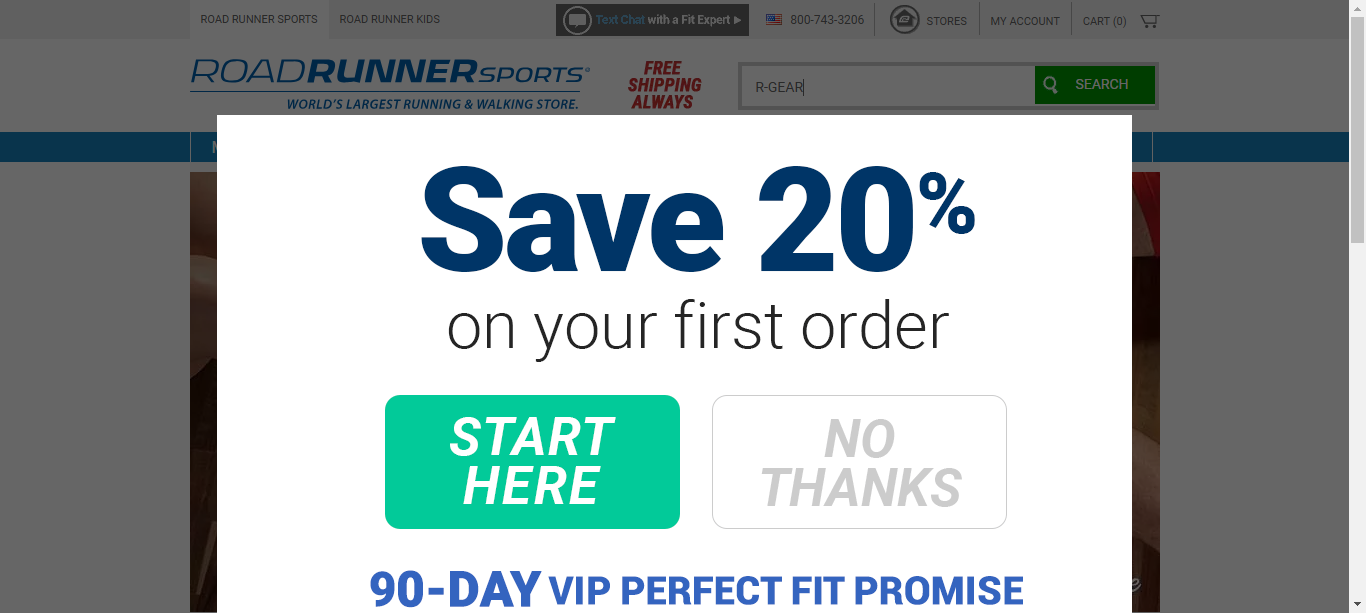 ROAD RUNNER SPORTS
ROAD RUNNER KIDS
Text Chat with a Fit Expert
800-743-3206
STORES
MY ACCOUNT
CART (0)
ROADRUNNERSPORTS
WORLD'S LARGEST RUNNING & WALKING STORE.
FREE
SHIPPING
ALWAYS
R-GEAR
SEARCH
Save 20%
on your first order
START
HERE
NO
THANKS
90-DAY VIP PERFECT FIT PROMISE